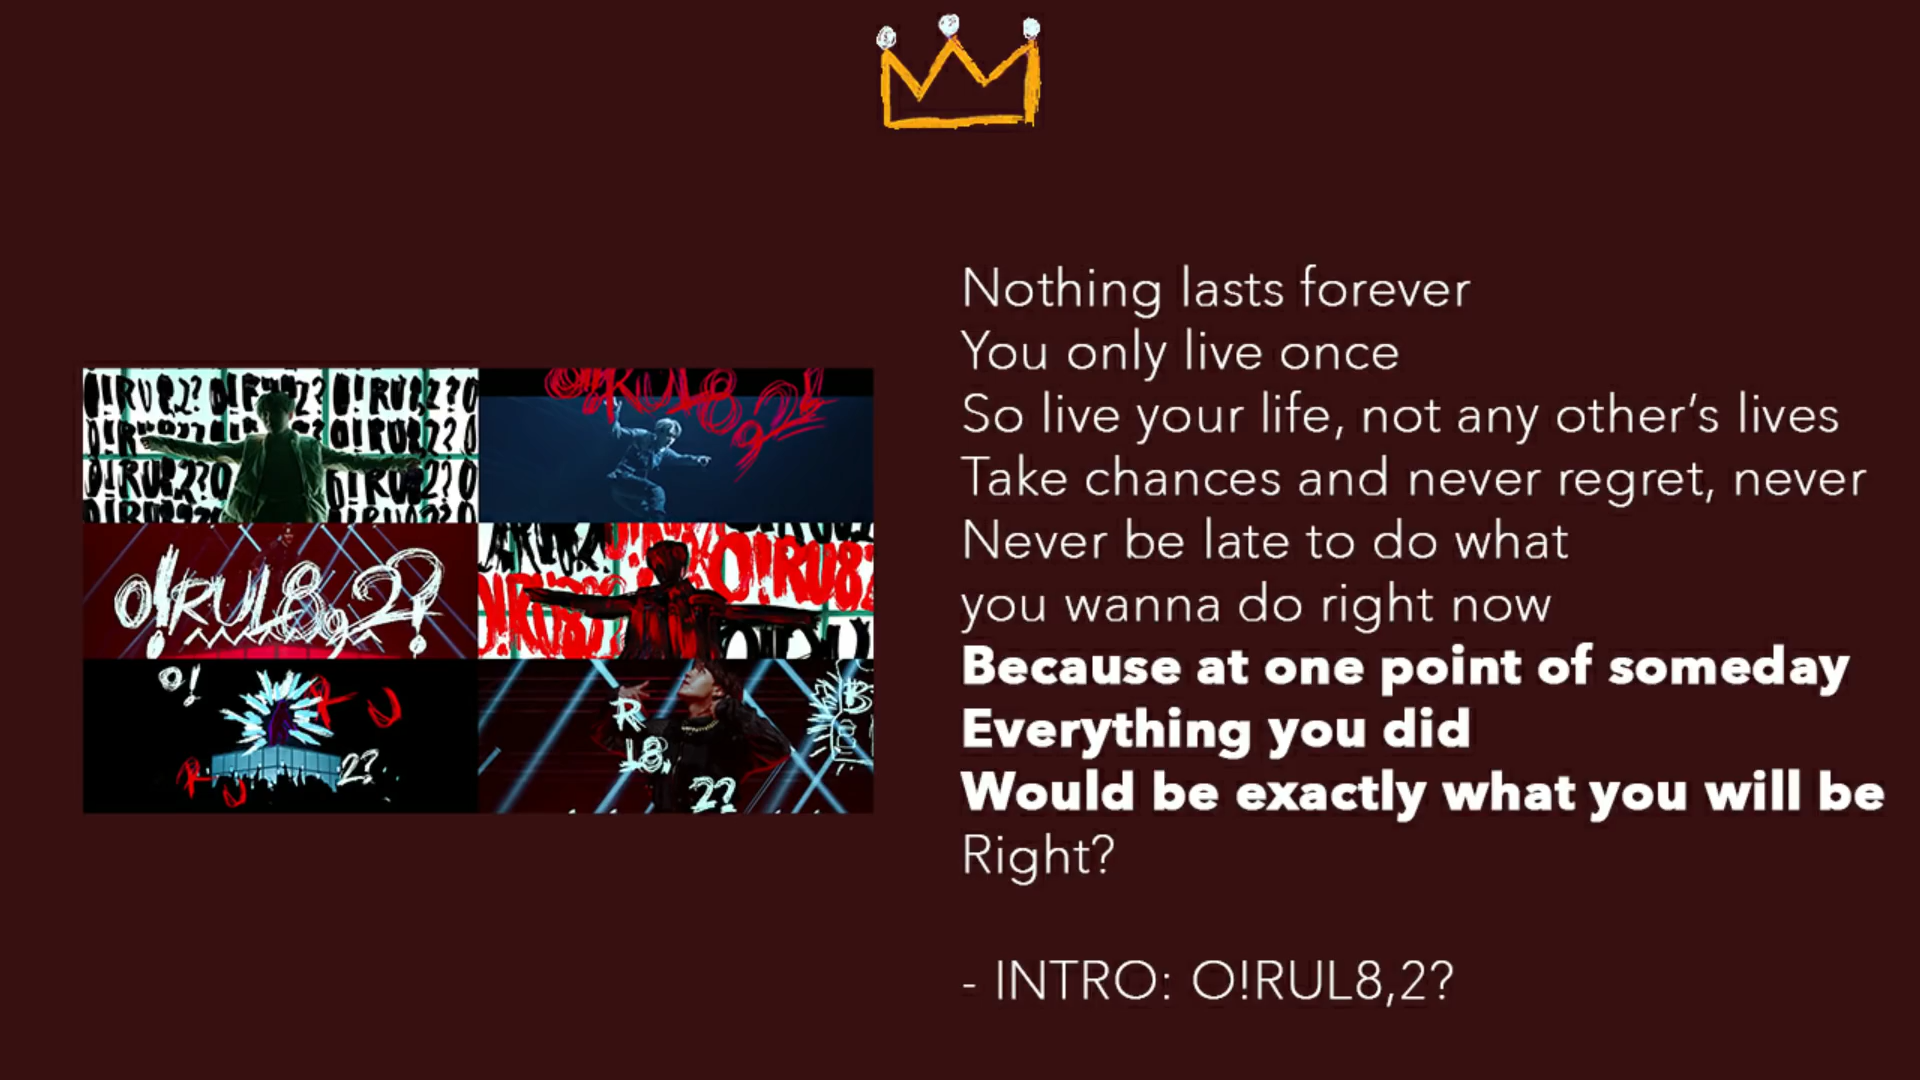 O!RUL8,2?
Nothing lasts forever
You only live once
So live your life, not any other's lives
Take chances and never regret, never
Never be late to do what
you wanna do right now
Because at one point of someday
Everything you did
Would be exactly what you will be
Right?
- INTRO: O!RUL8,2?